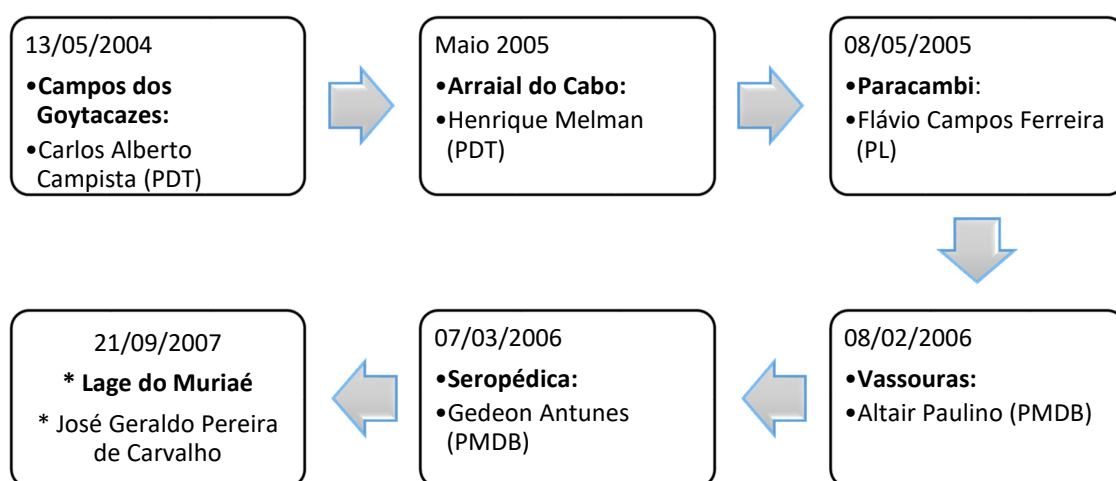 13/05/2004
•Campos dos
Goytacazes:
•Carlos Alberto
Campista (PDT)
Maio 2005
•Arraial do Cabo:
•Henrique Melman
(PDT)
08/05/2005
•Paracambi:
•Flávio Campos Ferreira
(PL)
08/02/2006
•Vassouras:
•Altair Paulino (PMDB)
07/03/2006
•Seropédica:
•Gedeon Antunes
(PMDB)
21/09/2007
* Lage do Muriaé
* José Geraldo Pereira
de Carvalho